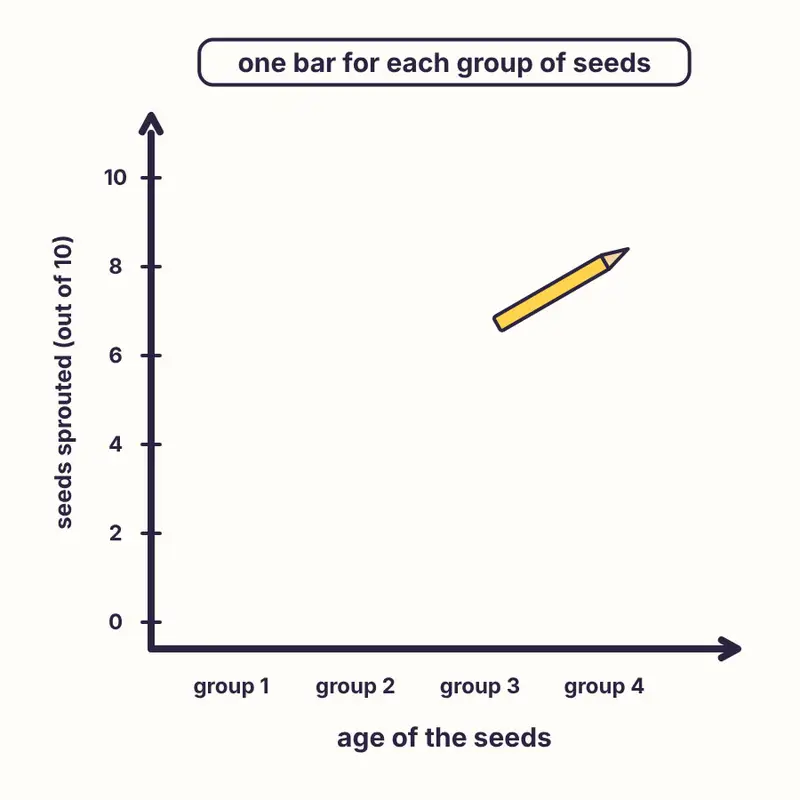 one bar for each group of seeds
10
8
6
4
2
0
seeds sprouted (out of 10)
group 1 group 2 group 3 group 4
age of the seeds